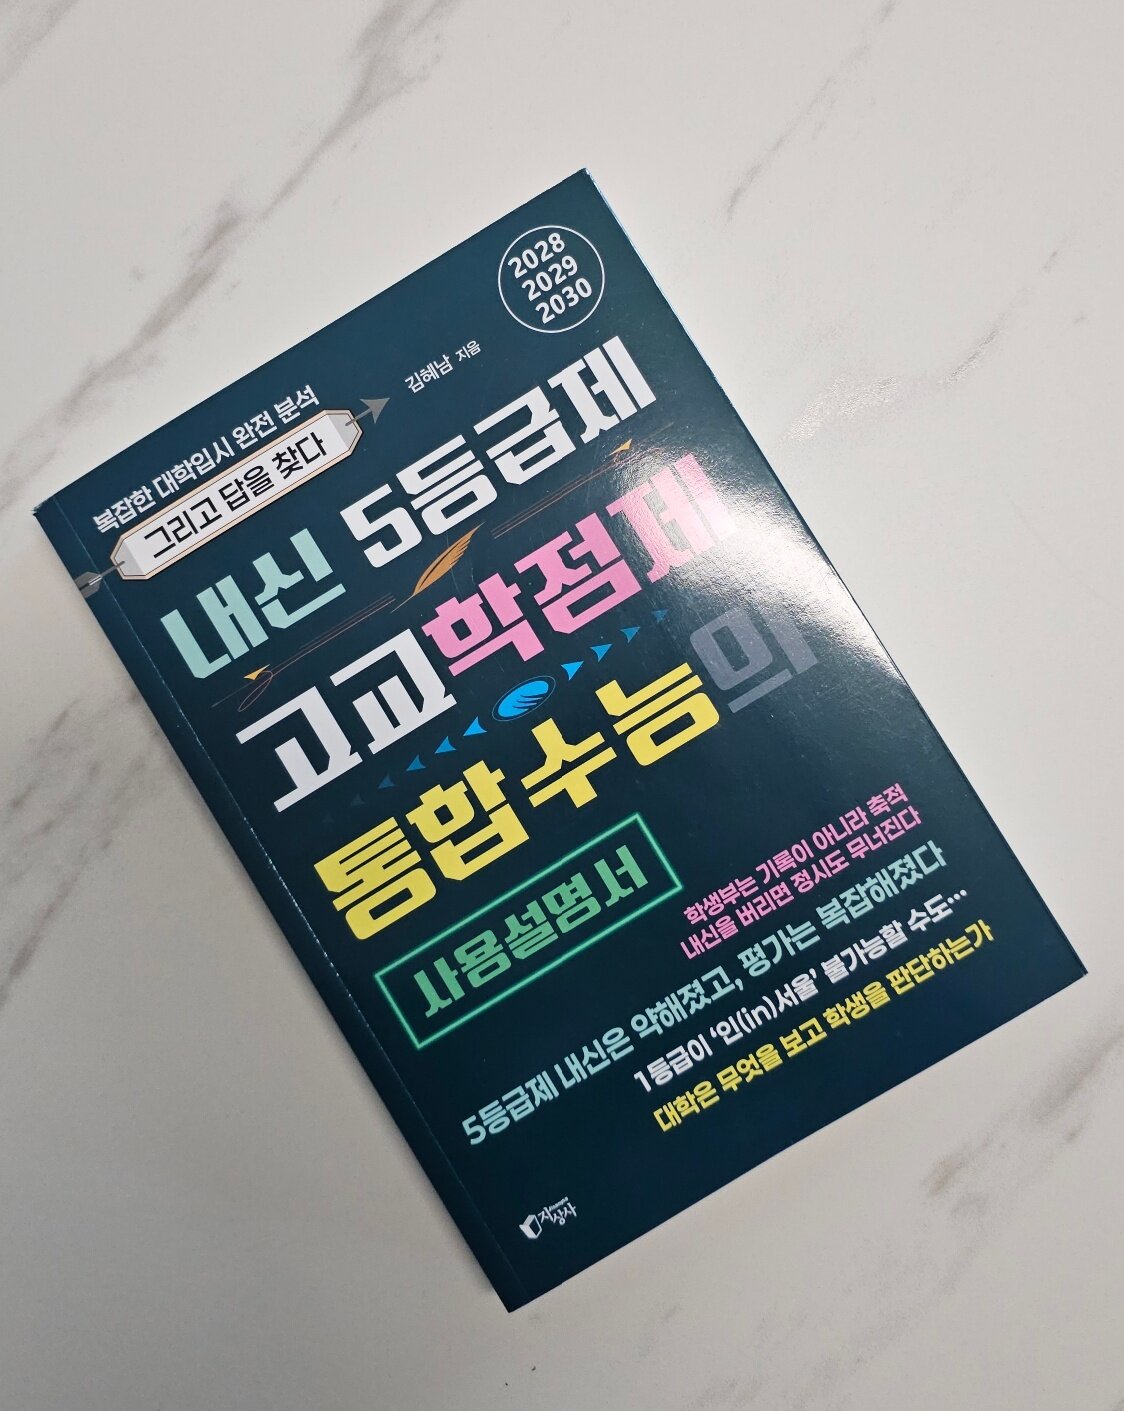 2028
2029
2030
김혜남 지음
복잡한 대학입시 완전 분석
그리고 답을 찾다
내신 5등급제
고교학점제
통합수능의
사용설명서
학생부는 기록이 아니라 축적
내신을 버리면 정시도 무너진다
5등급제 내신은 약해졌고, 평가는 복잡해졌다
1등급이 '인(in)서울' 불가능할 수도…
대학은 무엇을 보고 학생을 판단하는가
지상사